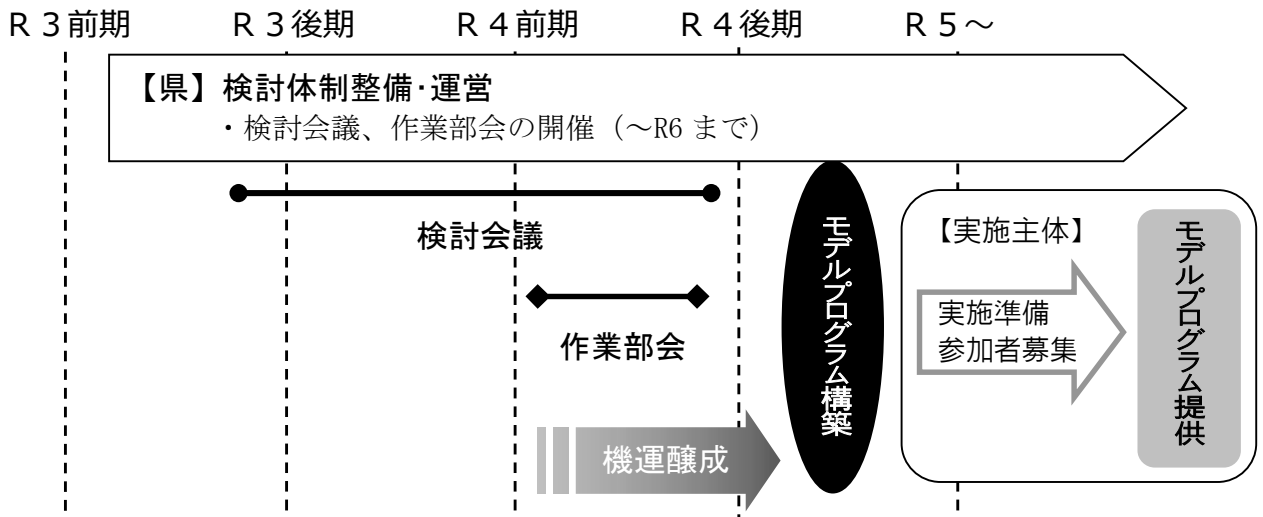 R3前期 R3後期 R4前期 R4後期 R5～
【県】検討体制整備・運営
・検討会議、作業部会の開催（～R6 まで）
検討会議
作業部会
機運醸成
モデルプログラム構築
【実施主体】
実施準備
参加者募集
モデルプログラム提供